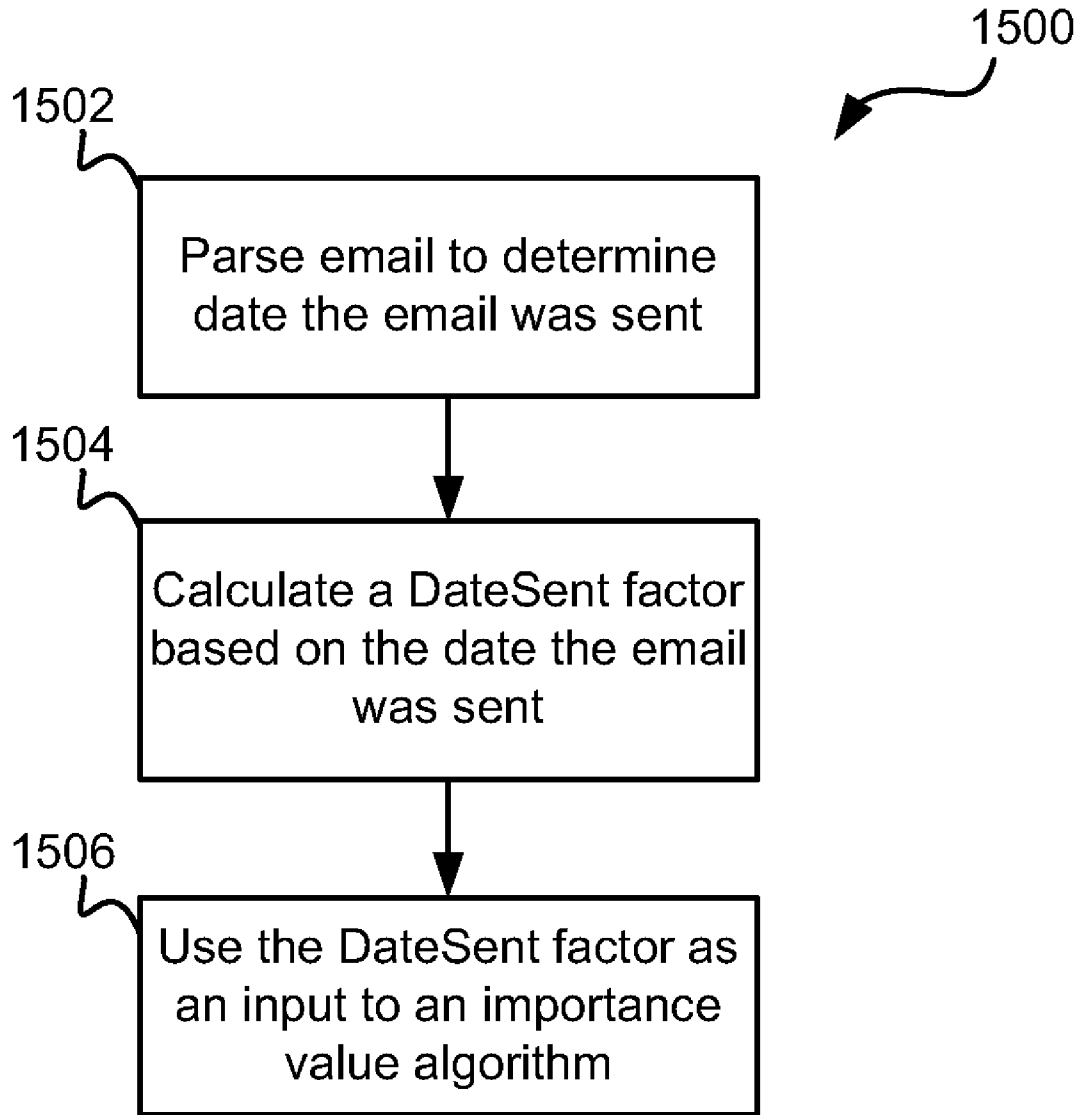 1500
1502
Parse email to determine
date the email was sent
1504
Calculate a DateSent factor
based on the date the email
was sent
1506
Use the DateSent factor as
an input to an importance
value algorithm